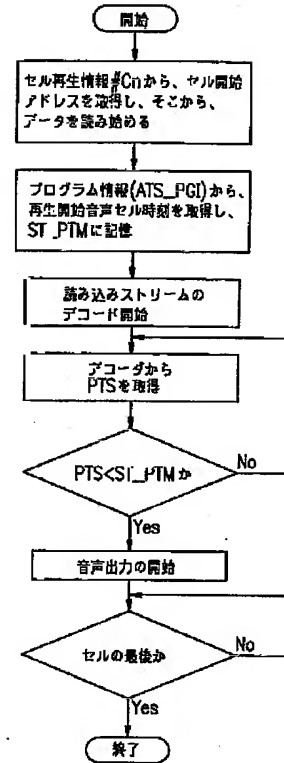 開始
セル再生情報#Cnから、セル開始
アドレスを取得し、そこから、
データを読み始める
プログラム情報(ATS_PGI)から、
再生開始音声セル時刻を取得し、
ST_PTMに記憶
読み込みストリームの
デコード開始
デコーダから
PTSを取得
PTS<ST_PTMか
No
Yes
音声出力の開始
セルの最後か
No
Yes
終了